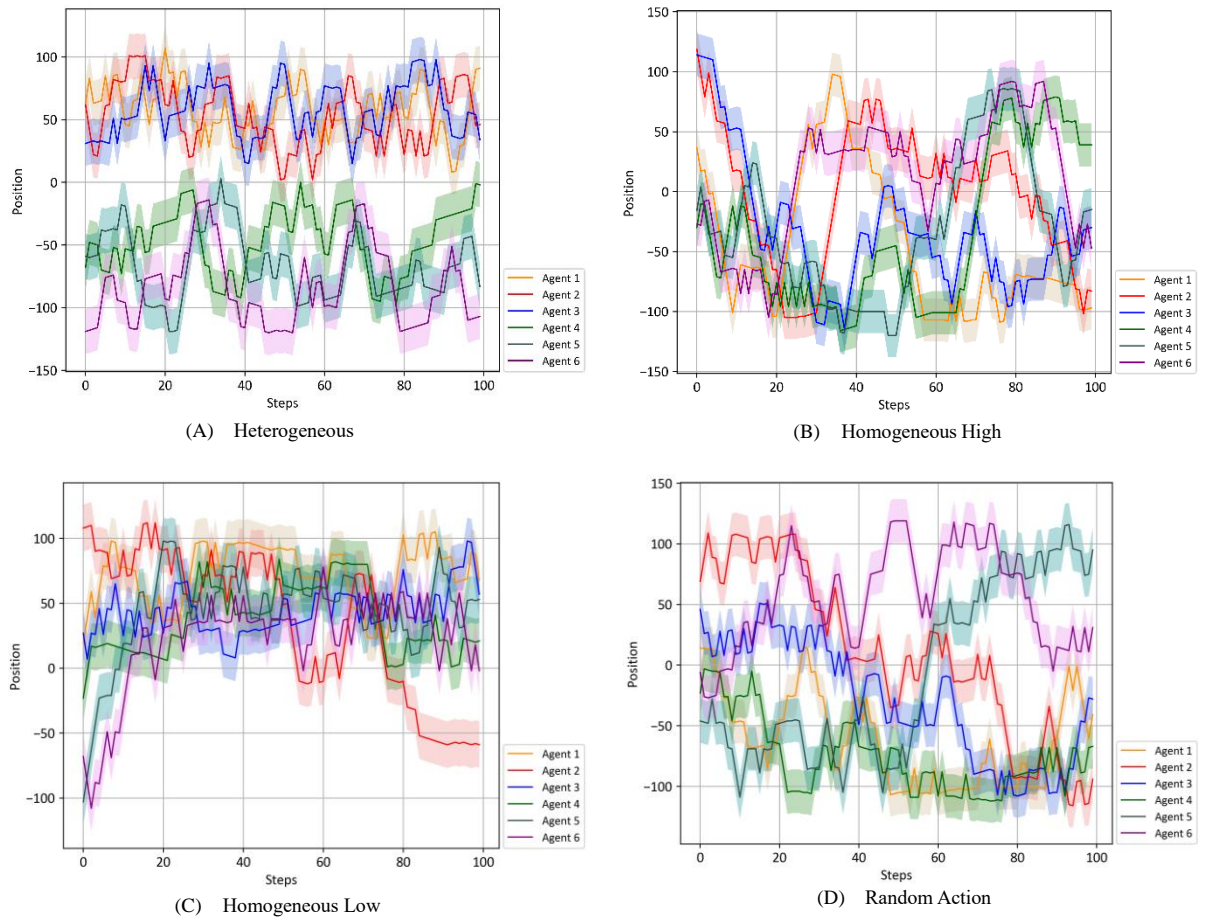 100
50
0
−50
−100
−150
Position
0
20
40
60
80
100
Steps
Agent 1
Agent 2
Agent 3
Agent 4
Agent 5
Agent 6
(A) Heterogeneous
150
100
50
0
−50
−100
−150
Position
0
20
40
60
80
100
Steps
Agent 1
Agent 2
Agent 3
Agent 4
Agent 5
Agent 6
(B) Homogeneous High
100
50
0
−50
−100
Position
0
20
40
60
80
100
Steps
Agent 1
Agent 2
Agent 3
Agent 4
Agent 5
Agent 6
(C) Homogeneous Low
150
100
50
0
−50
−100
Position
0
20
40
60
80
100
Steps
Agent 1
Agent 2
Agent 3
Agent 4
Agent 5
Agent 6
(D) Random Action